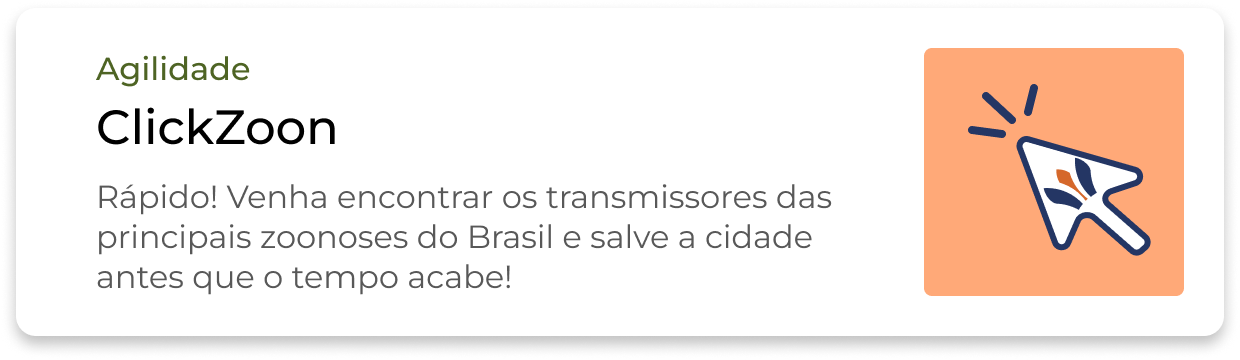 Agilidade
ClickZoon
Rápido! Venha encontrar os transmissores das
principais zoonoses do Brasil e salve a cidade
antes que o tempo acabe!